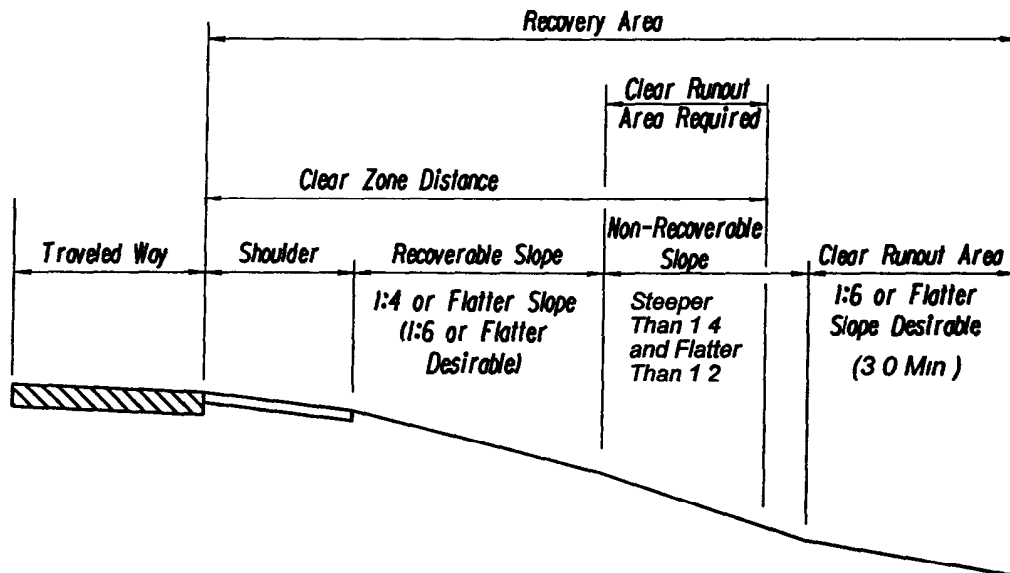 Recovery Area
Clear Runout
Area Required
Clear Zone Distance
Traveled Way
Shoulder
Recoverable Slope
1:4 or Flatter Slope
(1:6 or Flatter
Desirable)
Non-Recoverable
Slope
Steeper
Than 1 4
and Flatter
Than 1 2
Clear Runout Area
1:6 or Flatter
Slope Desirable
(3 0 Min )